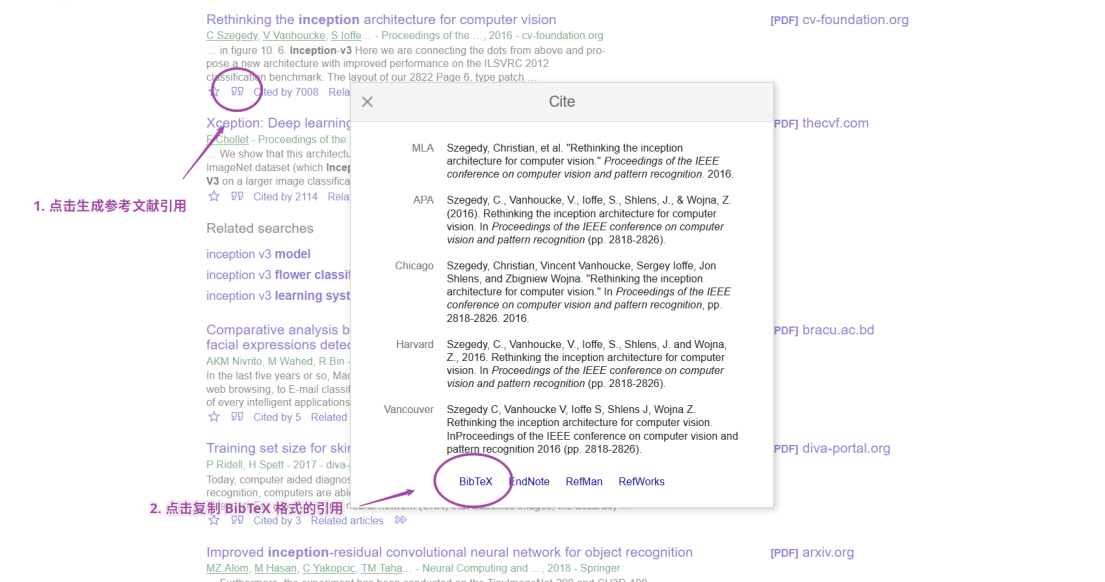 Rethinking the inception architecture for computer vision
[PDF] cv-foundation.org
C Szegedy, V Vanhoucke, S Ioffe… - Proceedings of the …, 2016 - cv-foundation.org
… in figure 10. 6. Inception-v3 Here we are connecting the dots from above and pro-
pose a new architecture with improved performance on the ILSVRC 2012
classification benchmark. The layout of our 2822 Page 6. type patch …
Cited by 7008 Rela
Xception: Deep learning
PDF] thecvf.com
F Chollet - Proceedings of the
… We show that this architectu
ImageNet dataset (which Incep
V3 on a larger image classifica
Cited by 2114 Rela
1. 点击生成参考文献引用
Related searches
inception v3 model
inception v3 flower classif
inception v3 learning syst
Comparative analysis b
facial expressions detec
PDF] bracu.ac.bd
AKM Nivrito, M Wahed, R Bin -
In the last five years or so, Mac
web browsing, to E-mail classif
of every intelligent applications
Cited by 5 Related
Training set size for skin
PDF] diva-portal.org
P Ridell, H Spett - 2017 - diva-
Today, computer aided diagnos
recognition, computers are able
2. 点击复制 BibTeX 格式的引用
Cited by 3 Related articles
Improved inception-residual convolutional neural network for object recognition
[PDF] arxiv.org
MZ Alom, M Hasan, C Yakopcic, TM Taha… - Neural Computing and …, 2018 - Springer
Cite
MLA
Szegedy, Christian, et al. "Rethinking the inception
architecture for computer vision." Proceedings of the IEEE
conference on computer vision and pattern recognition. 2016.
APA
Szegedy, C., Vanhoucke, V., Ioffe, S., Shlens, J., & Wojna, Z.
(2016). Rethinking the inception architecture for computer
vision. In Proceedings of the IEEE conference on computer
vision and pattern recognition (pp. 2818-2826).
Chicago
Szegedy, Christian, Vincent Vanhoucke, Sergey Ioffe, Jon
Shlens, and Zbigniew Wojna. "Rethinking the inception
architecture for computer vision." In Proceedings of the IEEE
conference on computer vision and pattern recognition, pp.
2818-2826. 2016.
Harvard
Szegedy, C., Vanhoucke, V., Ioffe, S., Shlens, J. and Wojna,
Z., 2016. Rethinking the inception architecture for computer
vision. In Proceedings of the IEEE conference on computer
vision and pattern recognition (pp. 2818-2826).
Vancouver
Szegedy C, Vanhoucke V, Ioffe S, Shlens J, Wojna Z.
Rethinking the inception architecture for computer vision.
InProceedings of the IEEE conference on computer vision and
pattern recognition 2016 (pp. 2818-2826).
BibTeX EndNote RefMan RefWorks